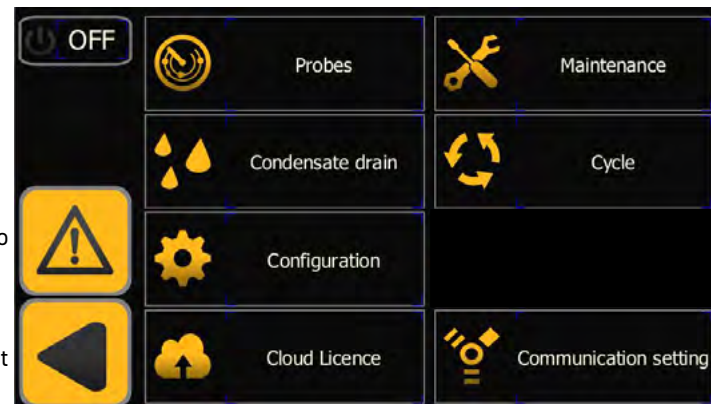 OFF
Probes
Maintenance
Condensate drain
Cycle
o
Configuration
t
Cloud Licence
Communication setting